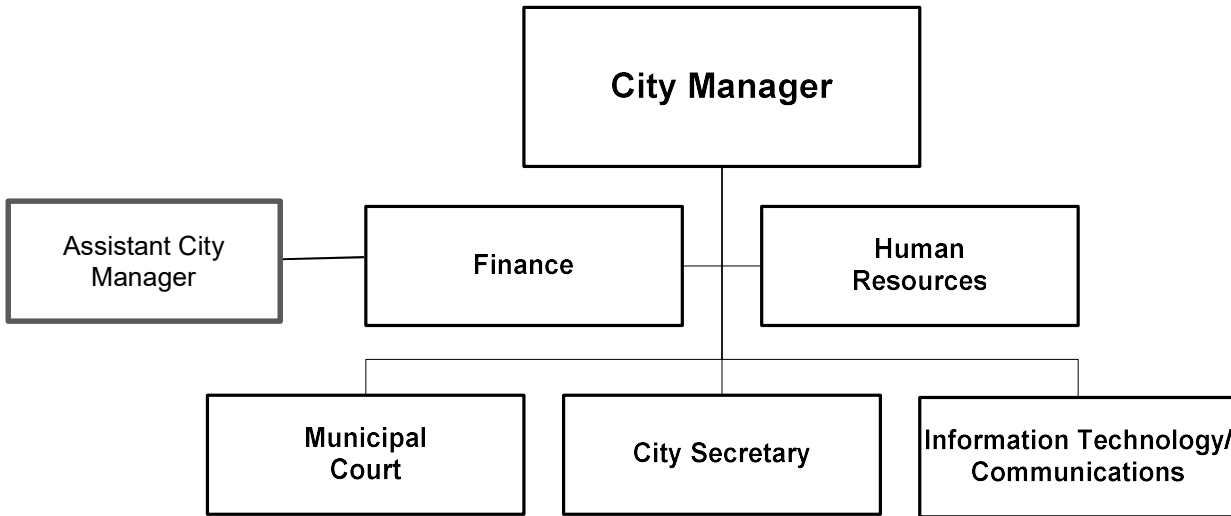 City Manager
Assistant City
Manager
Finance
Human
Resources
Municipal
Court
City Secretary
Information Technology/
Communications